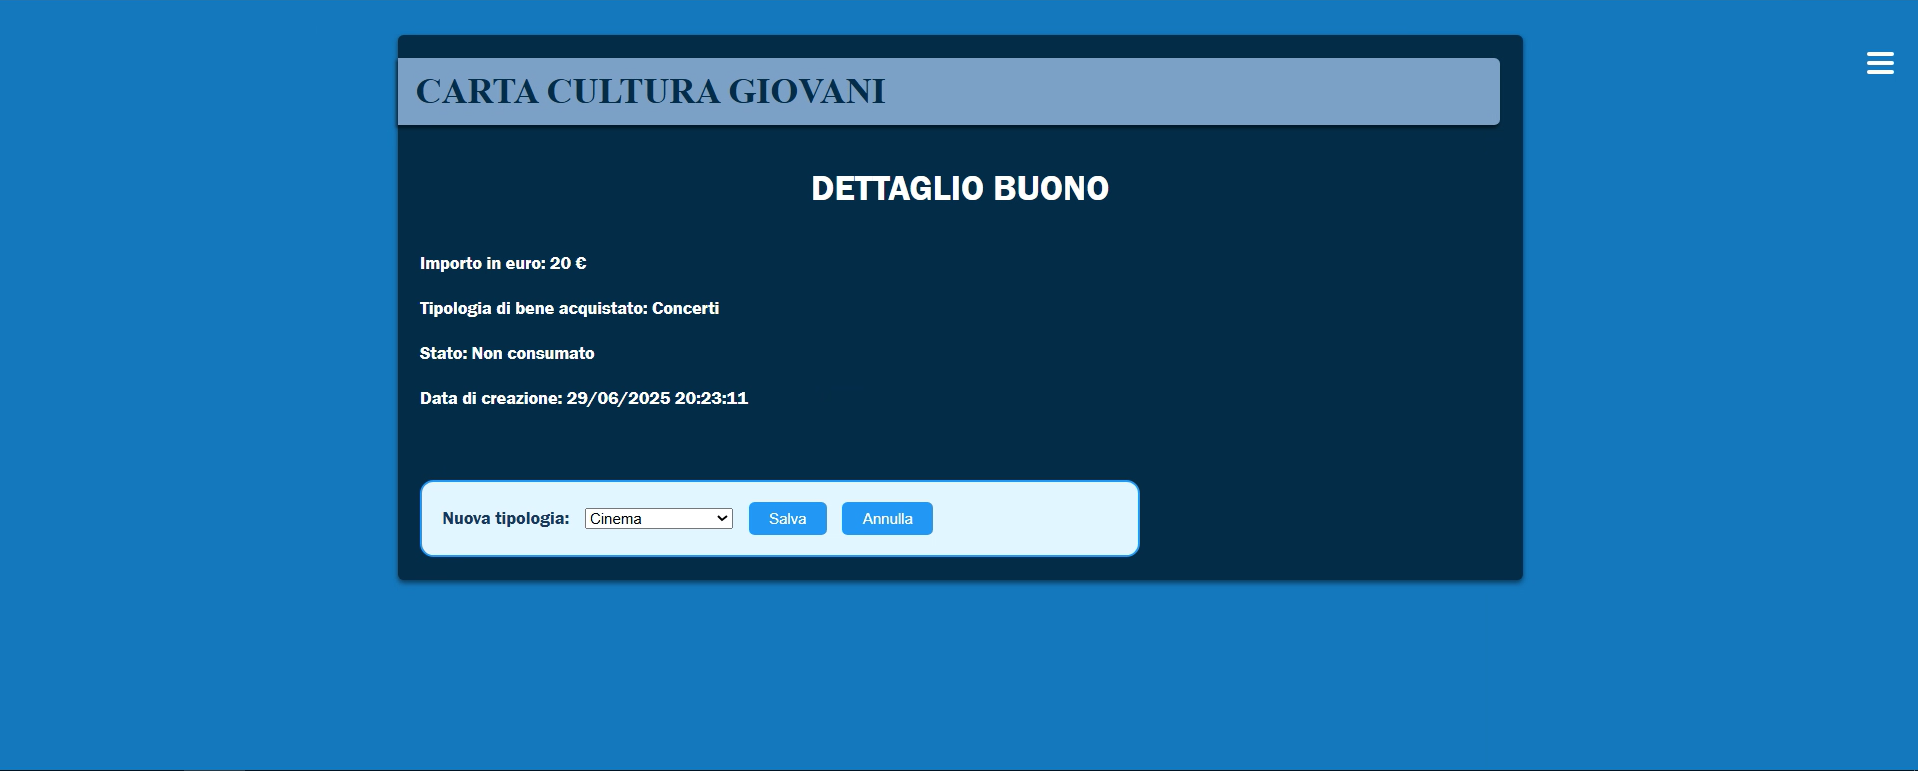 CARTA CULTURA GIOVANI
DETTAGLIO BUONO
Importo in euro: 20 €
Tipologia di bene acquistato: Concerti
Stato: Non consumato
Data di creazione: 29/06/2025 20:23:11
Nuova tipologia: Cinema Salva Annulla